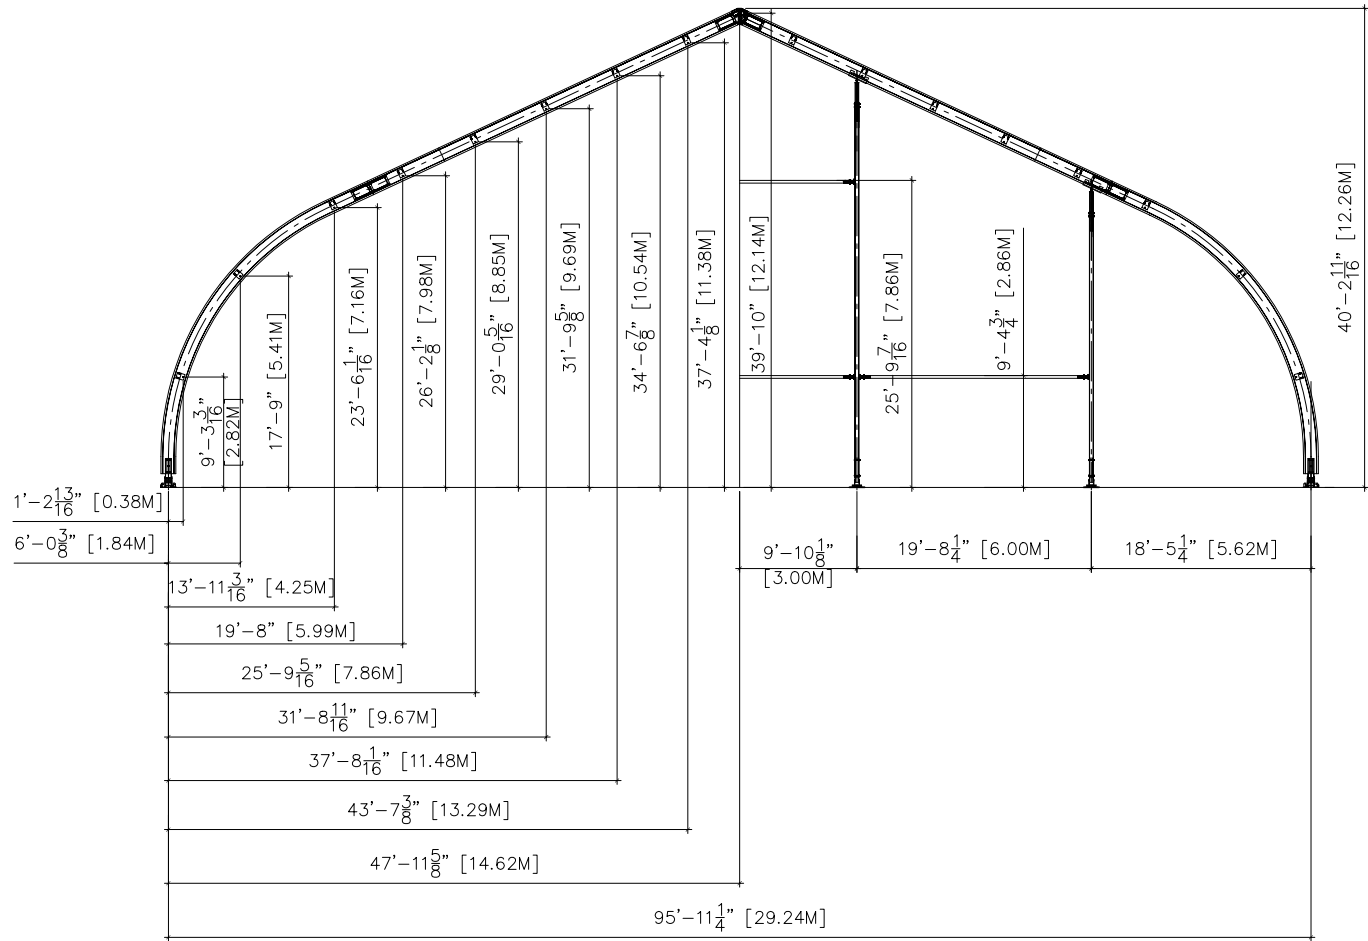 40'-2 11/16" [12.26M]
39'-10" [12.14M]
37'-4 1/8" [11.38M]
34'-6 7/8" [10.54M]
31'-9 5/8" [9.69M]
29'-0 5/16" [8.85M]
26'-2 1/8" [7.98M]
23'-6 1/16" [7.16M]
17'-9" [5.41M]
9'-3 3/16"
[2.82M]
25'-9 7/16" [7.86M]
9'-4 3/4" [2.86M]
1'-2 13/16" [0.38M]
6'-0 3/8" [1.84M]
13'-11 3/16" [4.25M]
19'-8" [5.99M]
25'-9 5/16" [7.86M]
31'-8 11/16" [9.67M]
37'-8 1/16" [11.48M]
43'-7 3/8" [13.29M]
47'-11 5/8" [14.62M]
95'-11 1/4" [29.24M]
9'-10 1/8"
[3.00M]
19'-8 1/4" [6.00M]
18'-5 1/4" [5.62M]